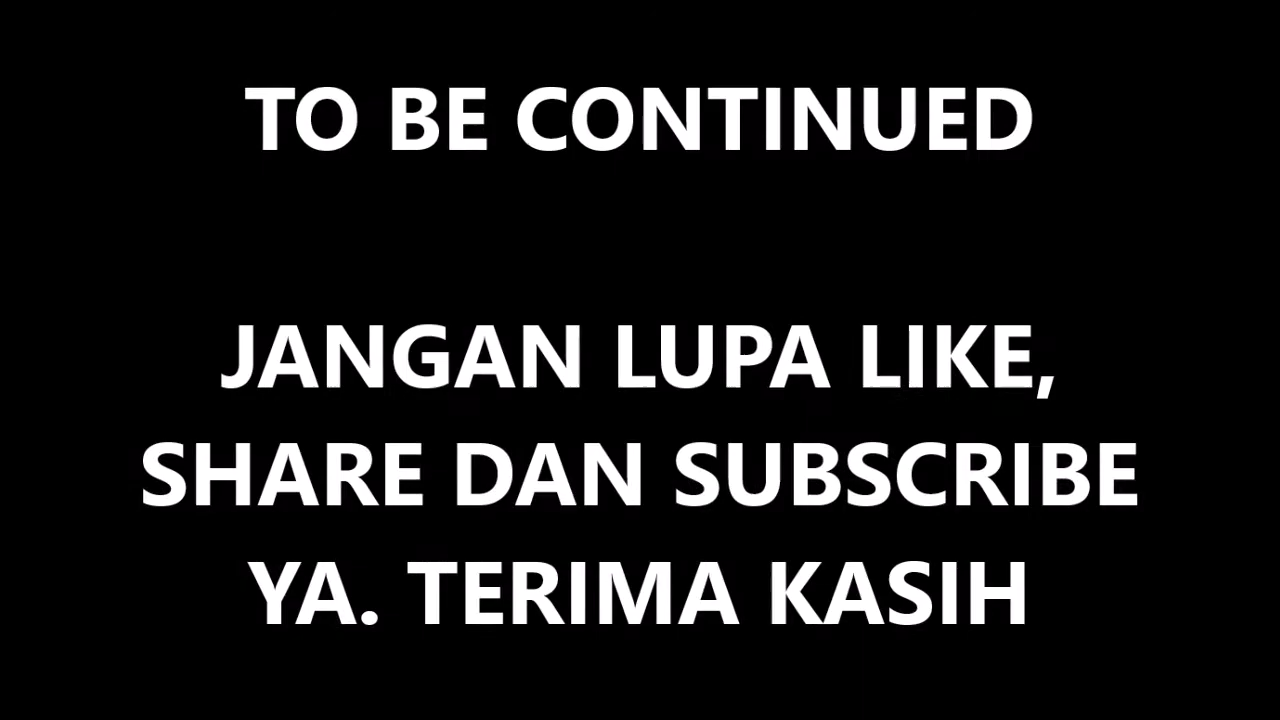 TO BE CONTINUED
JANGAN LUPA LIKE,
SHARE DAN SUBSCRIBE
YA. TERIMA KASIH